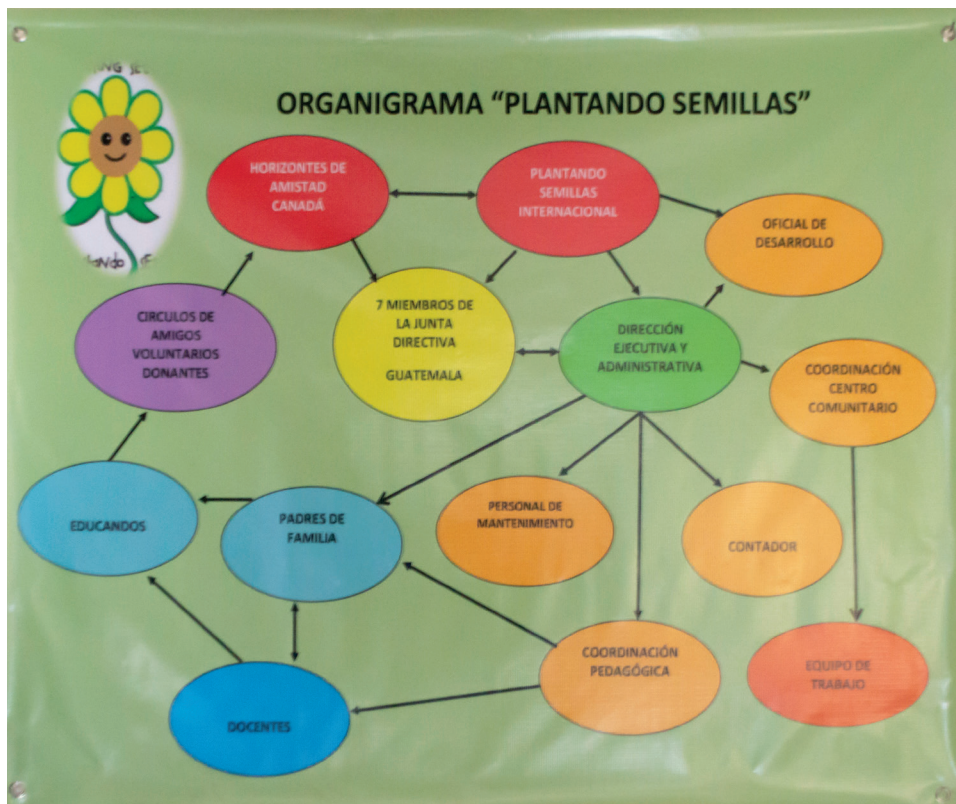 ORGANIGRAMA “PLANTANDO SEMILLAS”
HORIZONTES DE
AMISTAD
CANADÁ
PLANTANDO
SEMILLAS
INTERNACIONAL
OFICIAL DE
DESARROLLO
CIRCULOS DE
AMIGOS
VOLUNTARIOS
DONANTES
7 MIEMBROS DE
LA JUNTA
DIRECTIVA
GUATEMALA
DIRECCIÓN
EJECUTIVA Y
ADMINISTRATIVA
COORDINACIÓN
CENTRO
COMUNITARIO
EDUCANDOS
PADRES DE
FAMILIA
PERSONAL DE
MANTENIMIENTO
CONTADOR
COORDINACIÓN
PEDAGÓGICA
EQUIPO DE
TRABAJO
DOCENTES